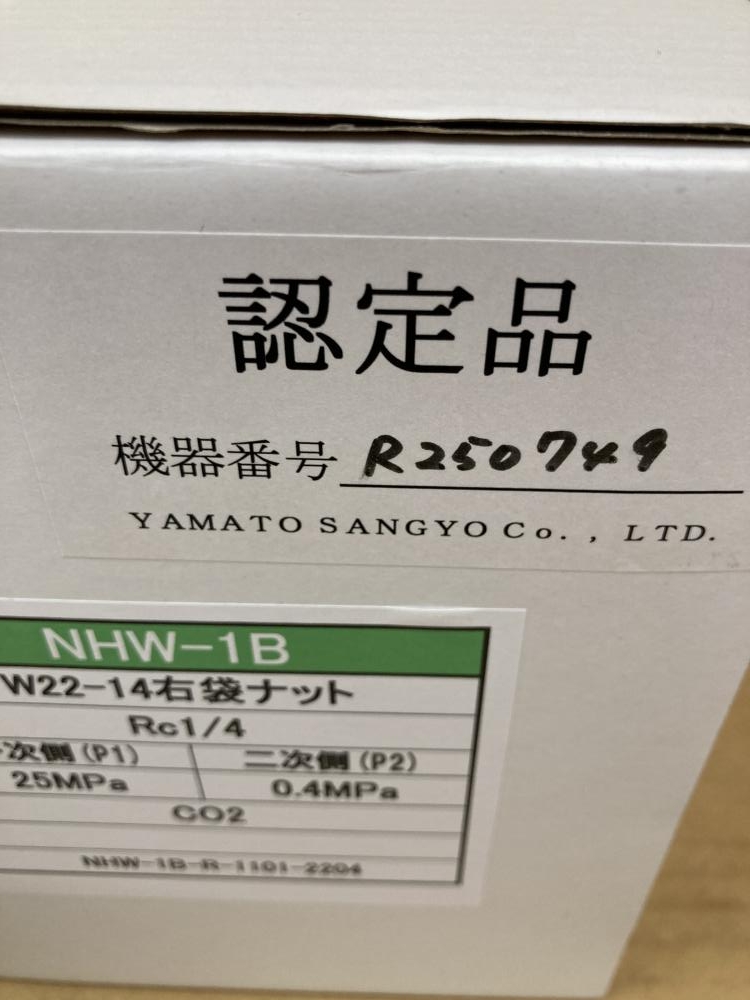 認定品
機器番号 R250749
YAMATO SANGYO Co. , LTD.
NHW-1B
W22-14右袋ナット
Rc1/4
次側(P1) 二次側(P2)
25MPa 0.4MPa
CO2
NHW-1B-R-1101-2204